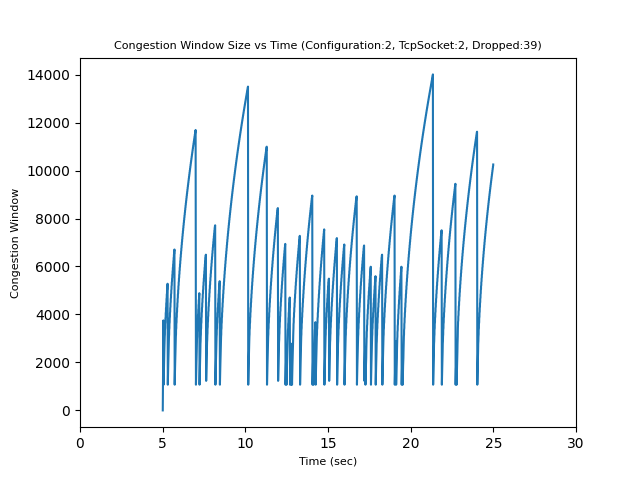 Congestion Window Size vs Time (Configuration:2, TcpSocket:2, Dropped:39)
14000
12000
10000
8000
6000
4000
2000
0
Congestion Window
0 5 10 15 20 25 30
Time (sec)